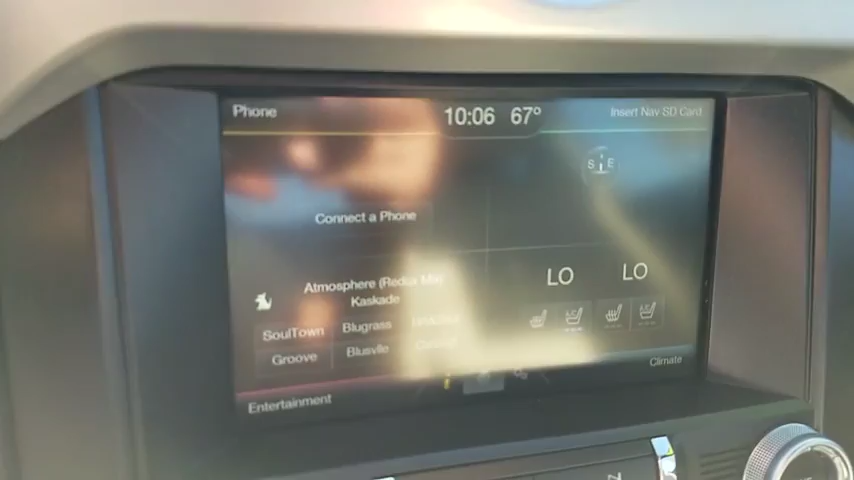 Phone
10:06 67°
Insert Nav SD Card
S E
Connect a Phone
LO LO
Atmosphere (Redux Mix)
Kaskade
SoulTown Blugrass
Groove Blusvlle
Climate
Entertainment